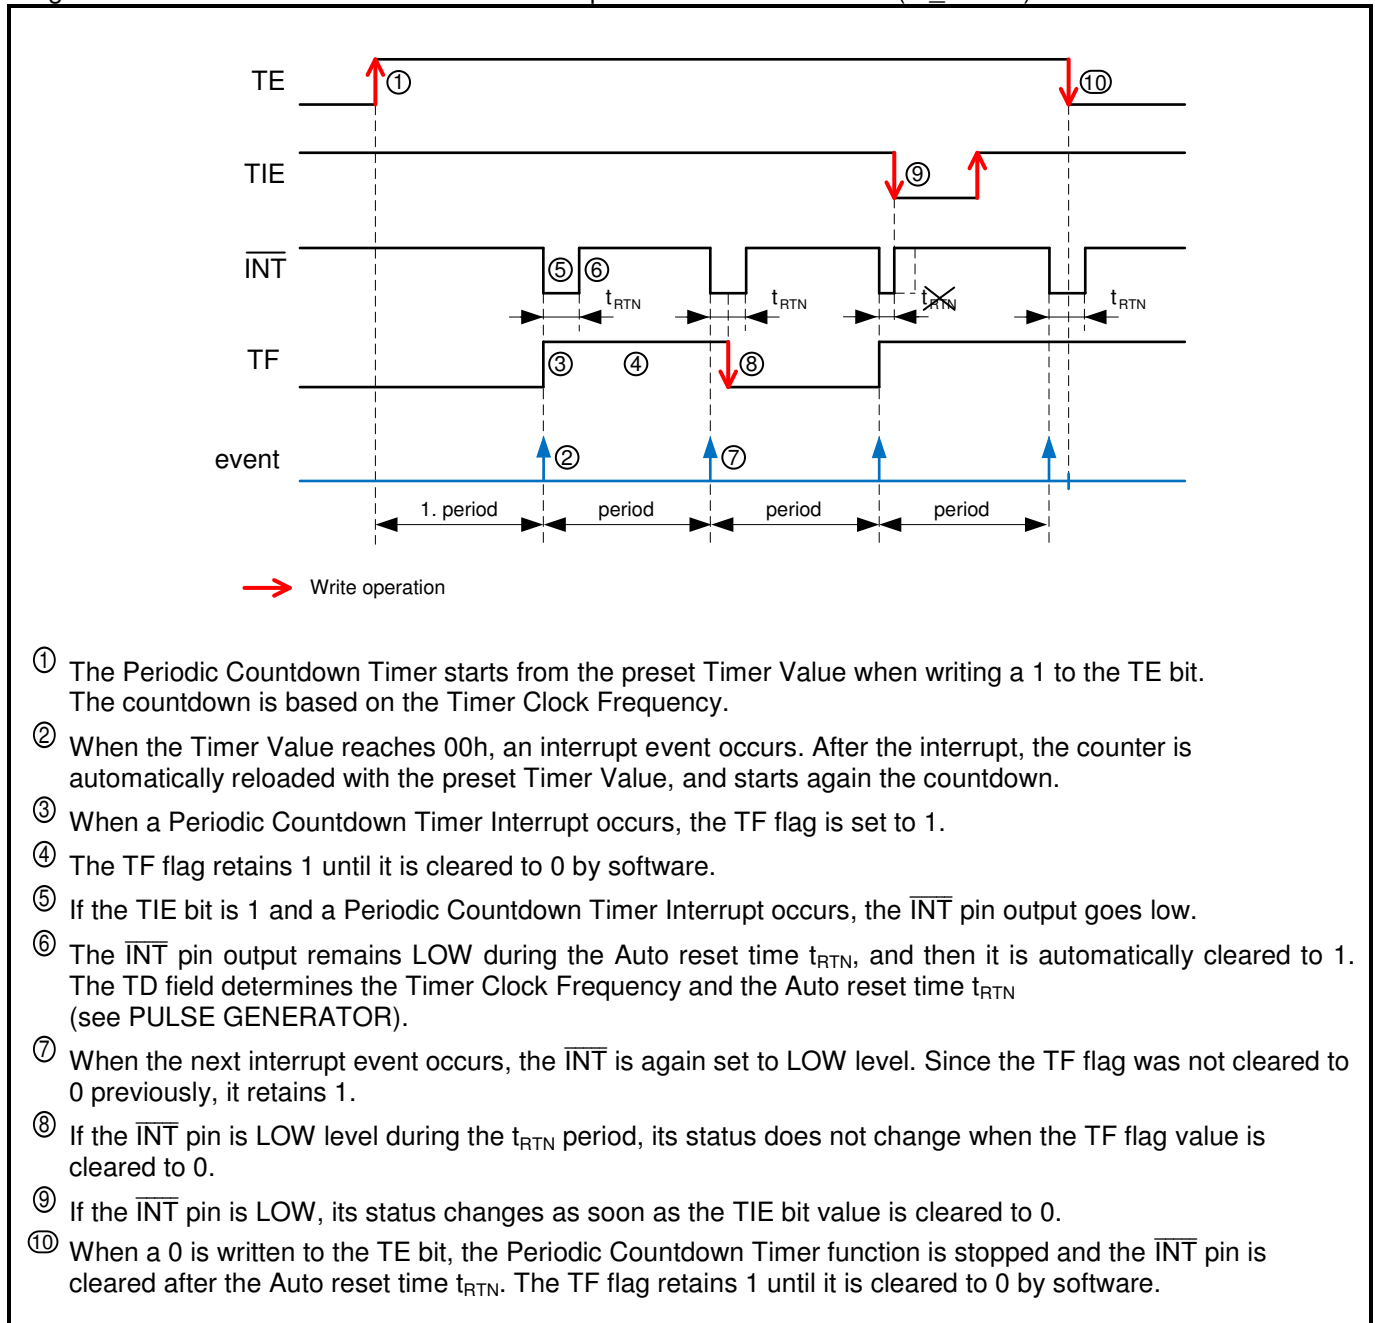 TE ① ⑩
TIE ⑨
INT ⑤ ⑥
tRTN tRTN tRTN tRTN
TF ③ ④ ⑧
event ② ⑦
1. period period period period
Write operation
① The Periodic Countdown Timer starts from the preset Timer Value when writing a 1 to the TE bit.
The countdown is based on the Timer Clock Frequency.
② When the Timer Value reaches 00h, an interrupt event occurs. After the interrupt, the counter is
automatically reloaded with the preset Timer Value, and starts again the countdown.
③ When a Periodic Countdown Timer Interrupt occurs, the TF flag is set to 1.
④ The TF flag retains 1 until it is cleared to 0 by software.
⑤ If the TIE bit is 1 and a Periodic Countdown Timer Interrupt occurs, the INT pin output goes low.
⑥ The INT pin output remains LOW during the Auto reset time tRTN, and then it is automatically cleared to 1.
The TD field determines the Timer Clock Frequency and the Auto reset time tRTN
(see PULSE GENERATOR).
⑦ When the next interrupt event occurs, the INT is again set to LOW level. Since the TF flag was not cleared to
0 previously, it retains 1.
⑧ If the INT pin is LOW level during the tRTN period, its status does not change when the TF flag value is
cleared to 0.
⑨ If the INT pin is LOW, its status changes as soon as the TIE bit value is cleared to 0.
⑩ When a 0 is written to the TE bit, the Periodic Countdown Timer function is stopped and the INT pin is
cleared after the Auto reset time tRTN. The TF flag retains 1 until it is cleared to 0 by software.